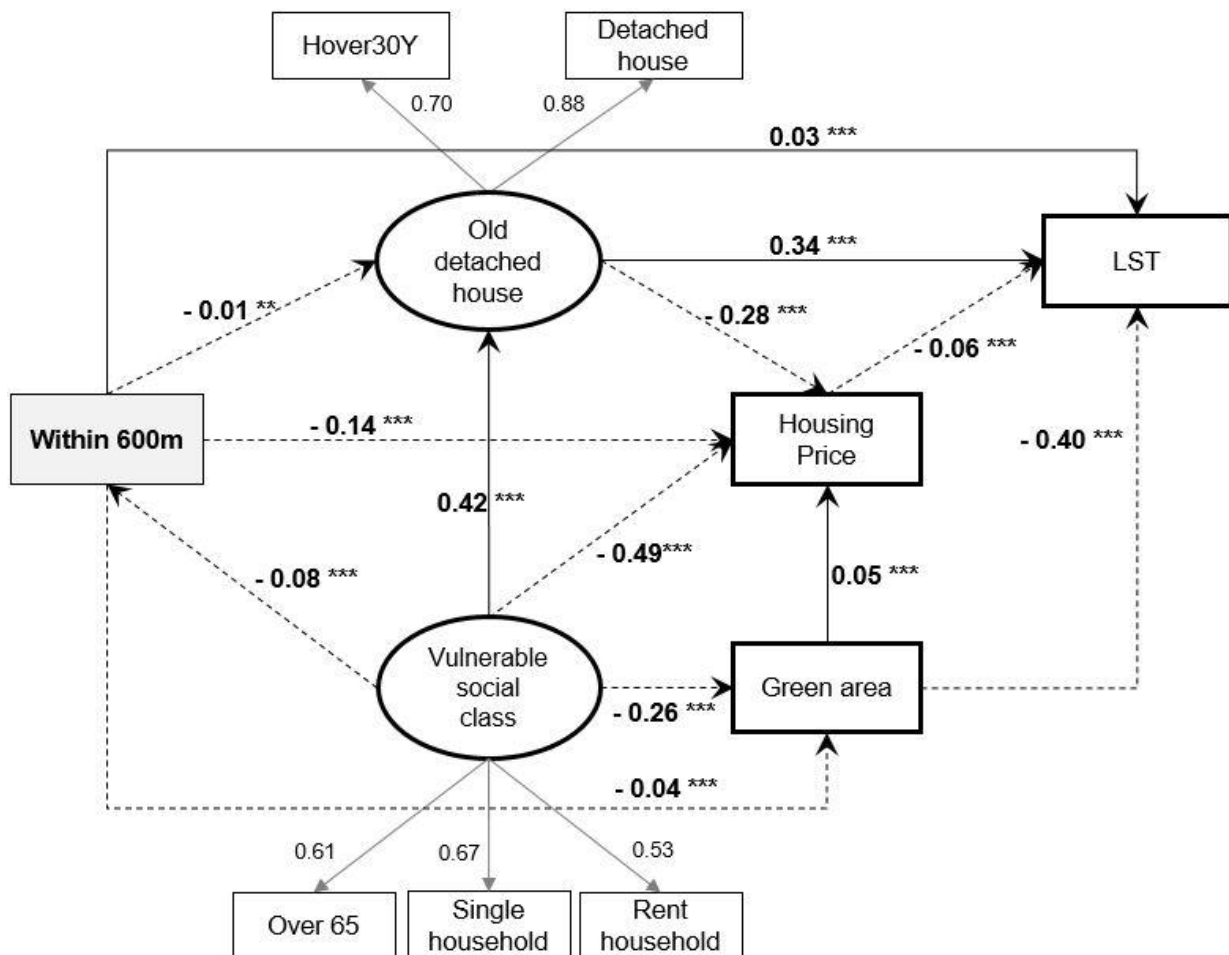 Hover30Y
Detached
house
0.70
0.88
0.03 ***
Old
detached
house
0.34 ***
LST
- 0.01 **
- 0.28 ***
- 0.06 ***
Within 600m
- 0.14 ***
Housing
Price
- 0.40 ***
0.42 ***
- 0.49***
- 0.08 ***
0.05 ***
Vulnerable
social
class
Green area
- 0.26 ***
- 0.04 ***
0.61
0.67
0.53
Over 65
Single
household
Rent
household